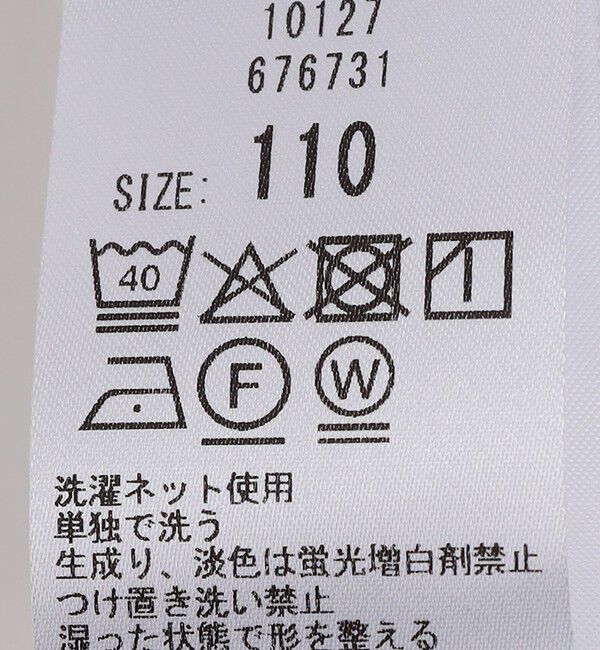 10127
676731
SIZE: 110
40
F W
洗濯ネット使用
単独で洗う
生成り、淡色は蛍光増白剤禁止
つけ置き洗い禁止
湿った状態で形を整える